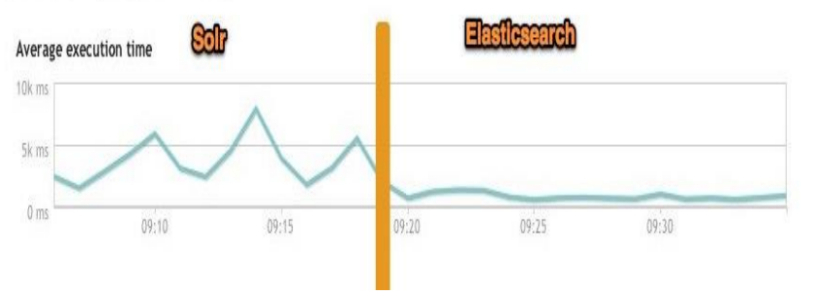 Solr
Elasticsearch
Average execution time
10k ms
5k ms
0 ms
09:10
09:15
09:20
09:25
09:30